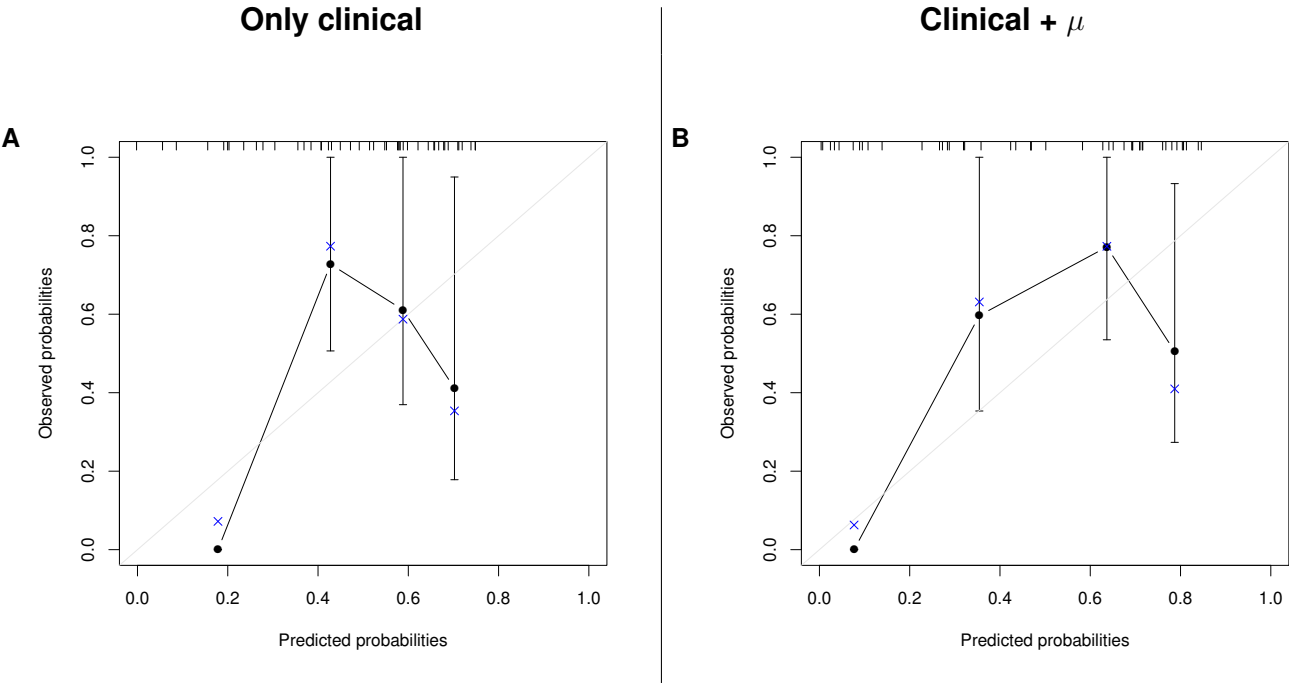 Only clinical
Clinical + μ
A
1.0
0.8
0.6
0.4
0.2
0.0
Observed probabilities
0.0 0.2 0.4 0.6 0.8 1.0
Predicted probabilities
B
1.0
0.8
0.6
0.4
0.2
0.0
Observed probabilities
0.0 0.2 0.4 0.6 0.8 1.0
Predicted probabilities